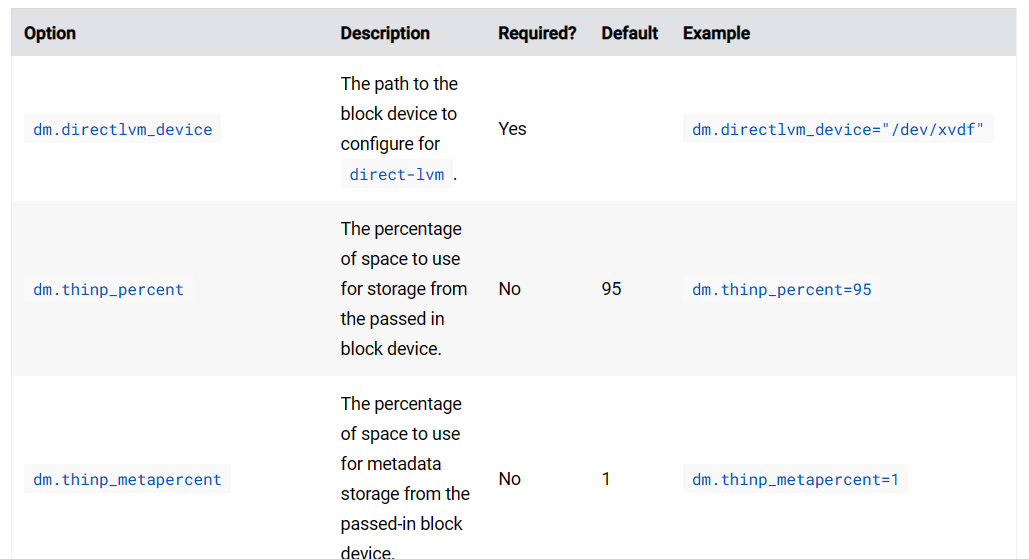 Option Description Required? Default Example
The path to the
block device to
dm.directlvm_device configure for Yes dm.directlvm_device="/dev/xvdf"
direct-lvm .
The percentage
of space to use
dm.thinp_percent for storage from No 95 dm.thinp_percent=95
the passed in
block device.
The percentage
of space to use
for metadata
dm.thinp_metapercent storage from the No 1 dm.thinp_metapercent=1
passed-in block
device.